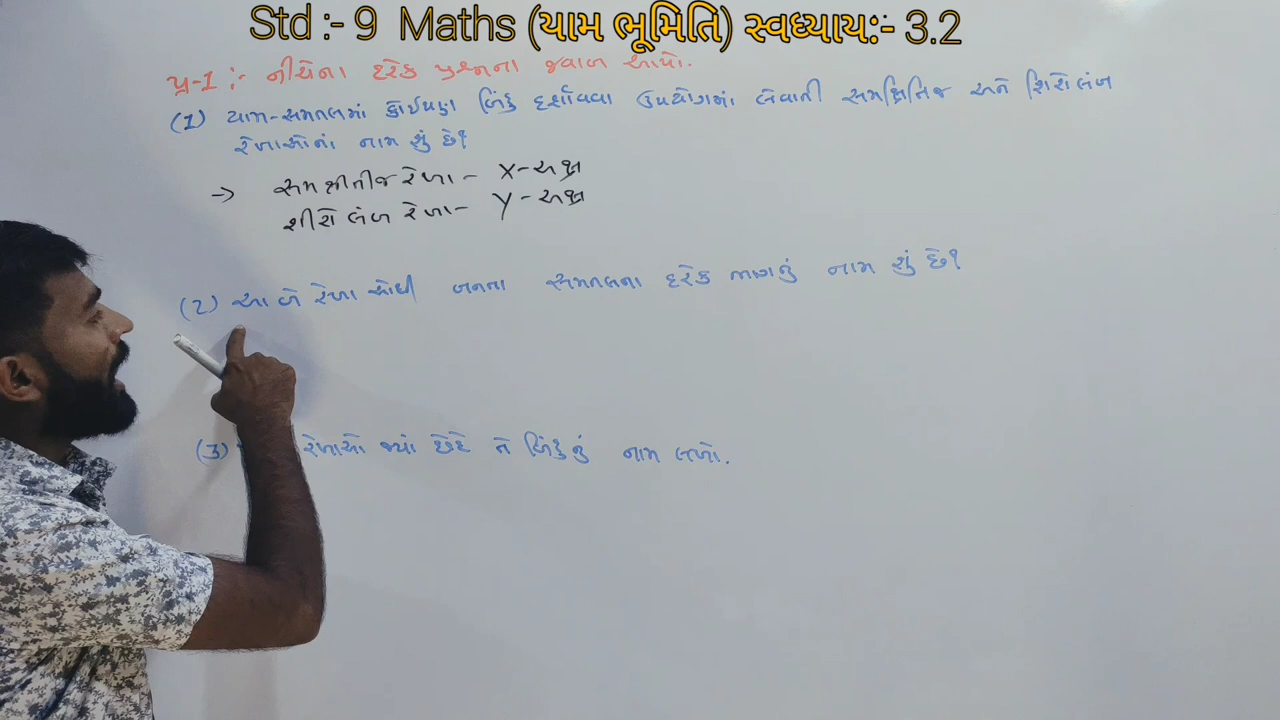 Std :- 9 Maths (યામ ભૂમિતિ) સ્વધ્યાય:- 3.2
પ્ર-1 :- નીચેના દરેક પ્રશ્નના જવાબ આપો.
(1) યામ-સમતલમાં કોઈપણ બિંદુ દર્શાવવા ઉપયોગમાં લેવાતી સમક્ષિતિજ અને શિરોલંબ
રેખાઓનાં નામ શું છે?
→ સમક્ષીતીજ રેખા - X-અક્ષ
શીરોલંબ રેખા- Y-અક્ષ
(2) આ બે રેખાઓથી બનતા સમતલના દરેક ભાગનું નામ શું છે?
(3) રેખાઓ જ્યાં છેદે તે બિંદુનું નામ લખો.